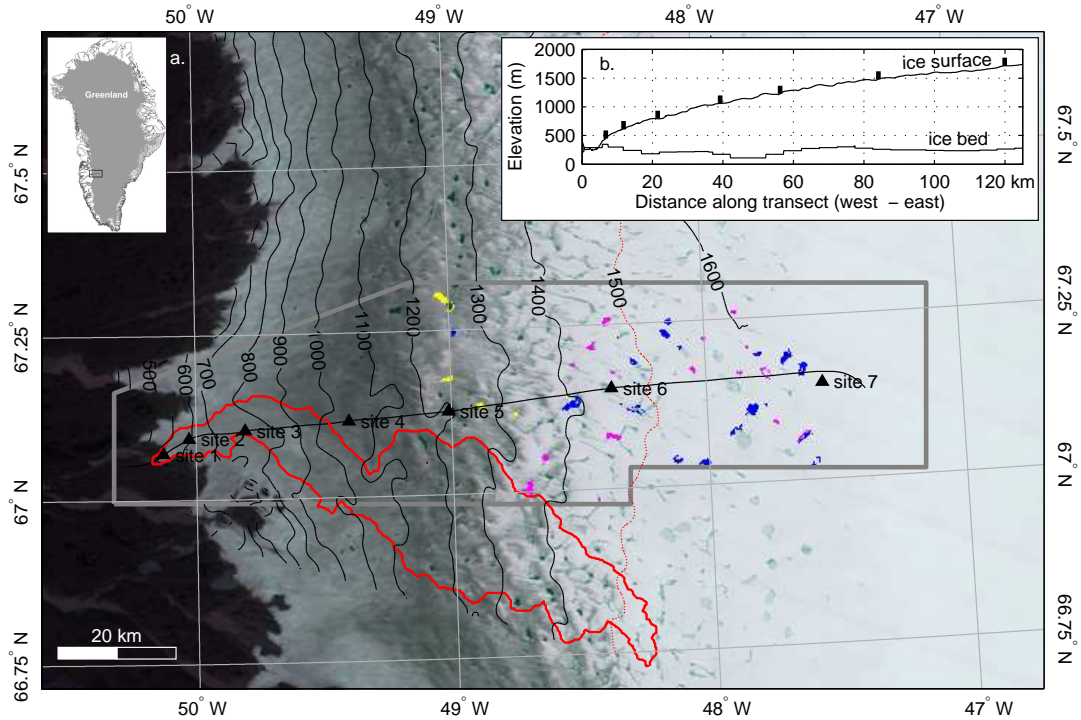 50° W
49° W
48° W
47° W
a.
Greenland
b.
ice surface
ice bed
2000
1500
1000
500
0
Elevation (m)
0 20 40 60 80 100 120 km
Distance along transect (west – east)
67.5° N
67.5° N
67.25° N
67.25° N
500
600
700
800
900
1000
1100
1200
1300
1400
1500
1600
site 1
site 2
site 3
site 4
site 5
site 6
site 7
67° N
67° N
66.75° N
66.75° N
20 km
50° W
49° W
48° W
47° W